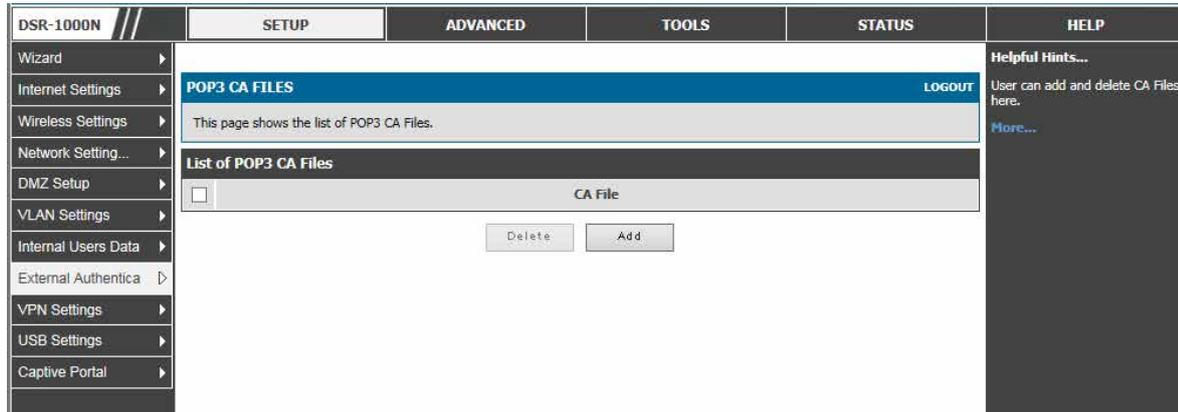 DSR-1000N
SETUP
ADVANCED
TOOLS
STATUS
HELP
Wizard
Internet Settings
Wireless Settings
Network Setting...
DMZ Setup
VLAN Settings
Internal Users Data
External Authentica
VPN Settings
USB Settings
Captive Portal
POP3 CA FILES
LOGOUT
This page shows the list of POP3 CA Files.
List of POP3 CA Files
CA File
Delete
Add
Helpful Hints...
User can add and delete CA Files
here.
More...